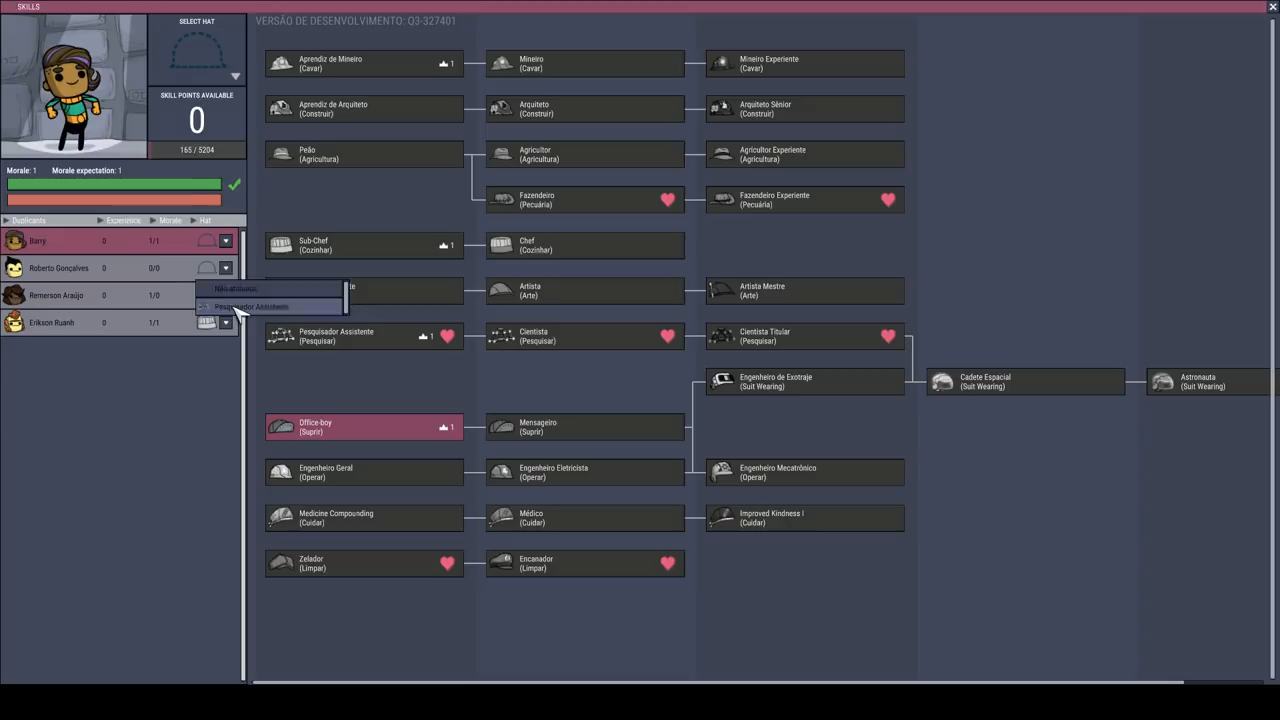 SKILLS
VERSÃO DE DESENVOLVIMENTO: Q3-327401
SELECT HAT
SKILL POINTS AVAILABLE
0
165 / 5204
Morale: 1 Morale expectation: 1
Duplicants Experience Morale Hat
Barry 0 1/1
Roberto Gonçalves 0 0/0
Remerson Araújo 1/0
Erikson Ruanh 0 1/1
Pesquisador Assistente
Aprendiz de Mineiro
(Cavar)
1
Mineiro
(Cavar)
Mineiro Experiente
(Cavar)
Aprendiz de Arquiteto
(Construir)
Arquiteto
(Construir)
Arquiteto Sênior
(Construir)
Peão
(Agricultura)
Agricultor
(Agricultura)
Agricultor Experiente
(Agricultura)
Fazendeiro
(Pecuária)
Fazendeiro Experiente
(Pecuária)
Sub-Chef
(Cozinhar)
1
Chef
(Cozinhar)
Artista
(Arte)
Artista Mestre
(Arte)
Pesquisador Assistente
(Pesquisar)
1
Cientista
(Pesquisar)
Cientista Titular
(Pesquisar)
Engenheiro de Exotraje
(Suit Wearing)
Cadete Espacial
(Suit Wearing)
Astronauta
(Suit Wearing)
Office-boy
(Suprir)
1
Mensageiro
(Suprir)
Engenheiro Geral
(Operar)
Engenheiro Eletricista
(Operar)
Engenheiro Mecatrônico
(Operar)
Medicine Compounding
(Cuidar)
Médico
(Cuidar)
Improved Kindness I
(Cuidar)
Zelador
(Limpar)
Encanador
(Limpar)